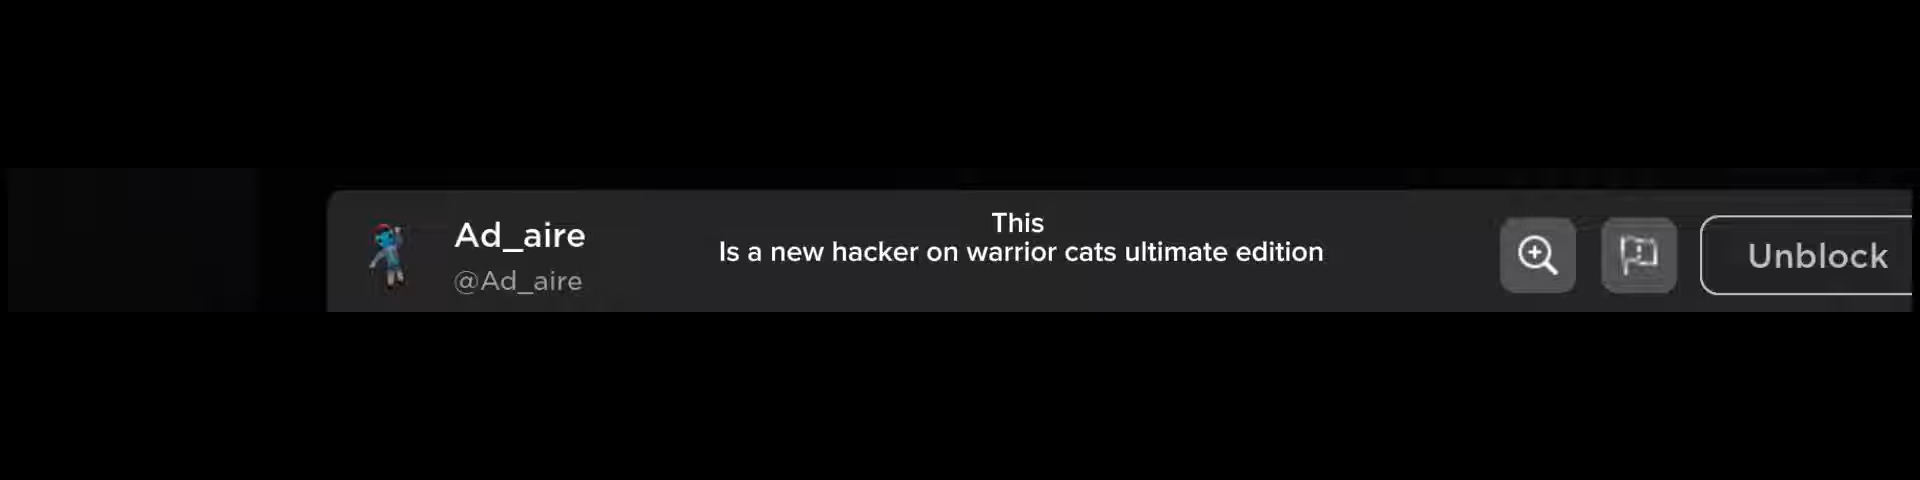 Ad_aire
@Ad_aire
This
Is a new hacker on warrior cats ultimate edition
Unblock